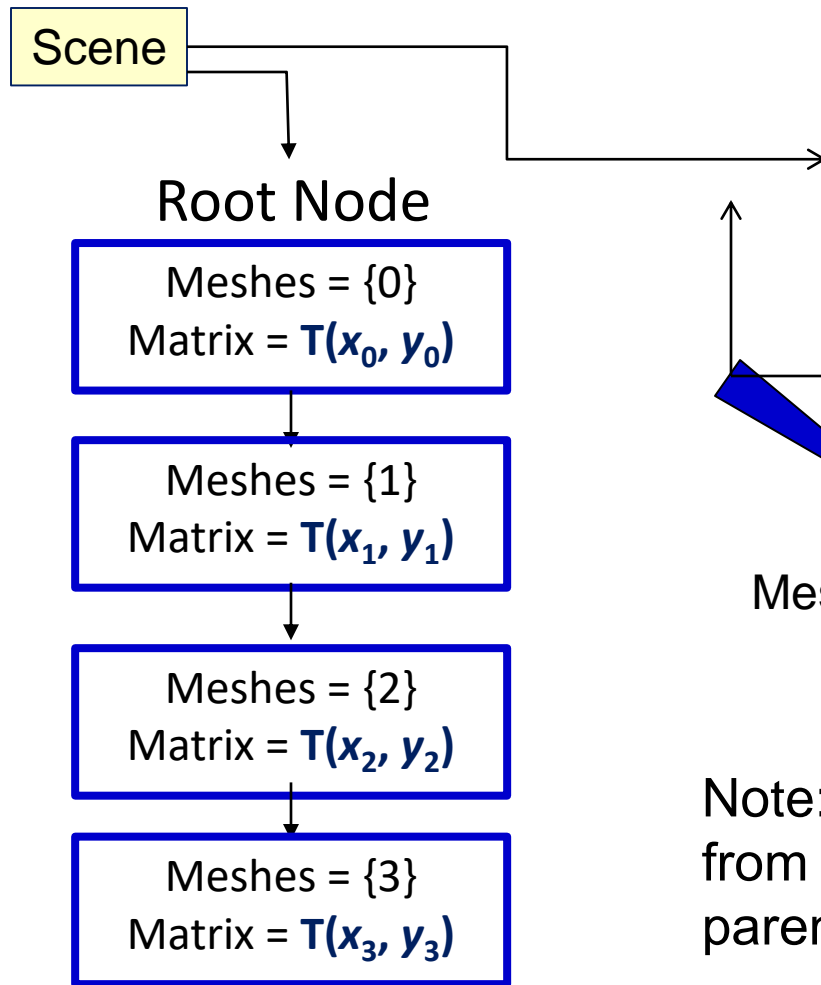 Scene
Root Node
Meshes = {0}
Matrix = T(x₀, y₀)
Meshes = {1}
Matrix = T(x₁, y₁)
Meshes = {2}
Matrix = T(x₂, y₂)
Meshes = {3}
Matrix = T(x₃, y₃)
Note:
from